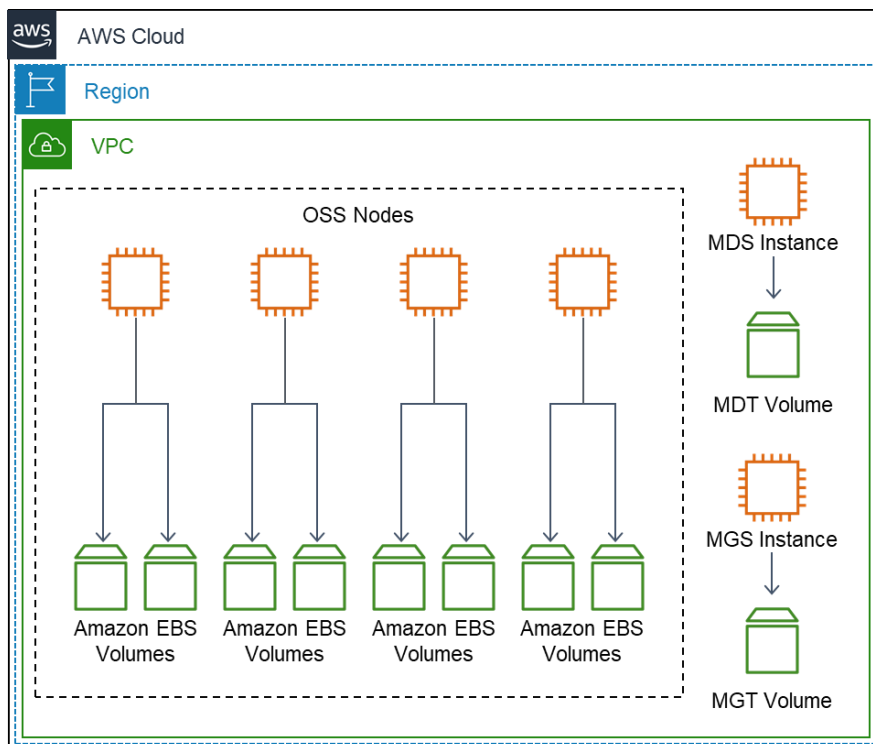 aws
AWS Cloud
Region
VPC
OSS Nodes
MDS Instance
MDT Volume
MGS Instance
Amazon EBS
Volumes
Amazon EBS
Volumes
Amazon EBS
Volumes
Amazon EBS
Volumes
MGT Volume